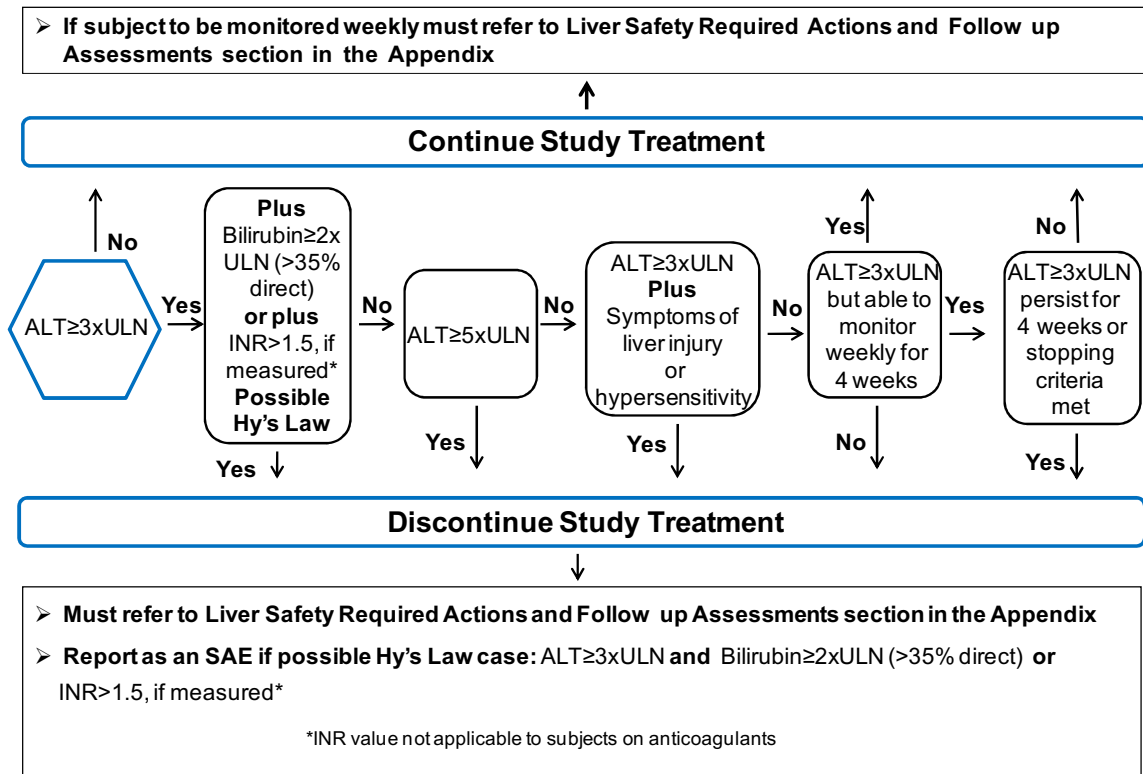 ➢ If subject to be monitored weekly must refer to Liver Safety Required Actions and Follow up
Assessments section in the Appendix
Continue Study Treatment
No
ALT≥3xULN
Yes
Plus
Bilirubin≥2x
ULN (>35%
direct)
or plus
INR>1.5, if
measured*
Possible
Hy's Law
Yes
No
ALT≥5xULN
Yes
No
ALT≥3xULN
Plus
Symptoms of
liver injury
or
hypersensitivity
Yes
No
Yes
ALT≥3xULN
but able to
monitor
weekly for
4 weeks
No
Yes
No
ALT≥3xULN
persist for
4 weeks or
stopping
criteria
met
Yes
Discontinue Study Treatment
➢ Must refer to Liver Safety Required Actions and Follow up Assessments section in the Appendix
➢ Report as an SAE if possible Hy's Law case: ALT≥3xULN and Bilirubin≥2xULN (>35% direct) or
INR>1.5, if measured*
*INR value not applicable to subjects on anticoagulants